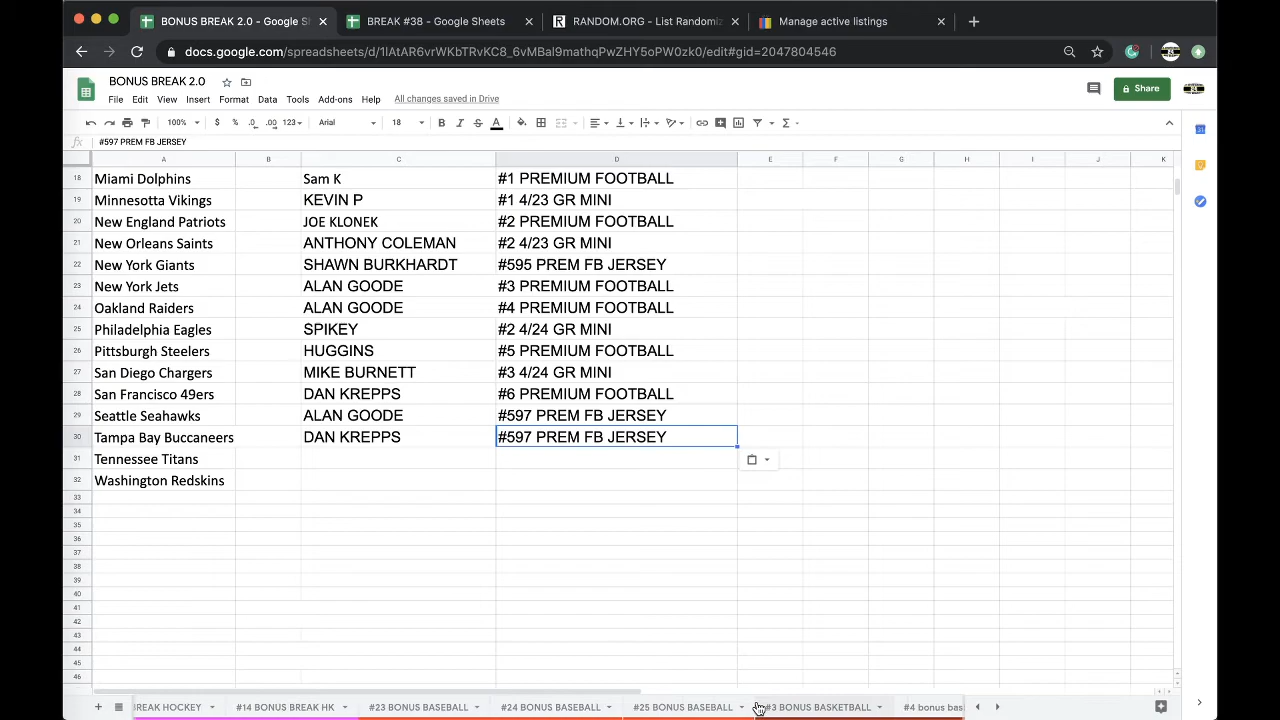 BONUS BREAK 2.0 - Google Sh
BREAK #38 - Google Sheets
RANDOM.ORG - List Randomiz
Manage active listings
docs.google.com/spreadsheets/d/1lAtAR6vrWKbTRvKC8_6vMBal9mathqPwZHY5oPW0zk0/edit#gid=2047804546
BONUS BREAK 2.0
File Edit View Insert Format Data Tools Add-ons Help All changes saved in Drive
Share
100% $ % .0 .00 123 Arial 18 B I S A
fx #597 PREM FB JERSEY
A B C D E F G H I J K
18 Miami Dolphins Sam K #1 PREMIUM FOOTBALL
19 Minnesotta Vikings KEVIN P #1 4/23 GR MINI
20 New England Patriots JOE KLONEK #2 PREMIUM FOOTBALL
21 New Orleans Saints ANTHONY COLEMAN #2 4/23 GR MINI
22 New York Giants SHAWN BURKHARDT #595 PREM FB JERSEY
23 New York Jets ALAN GOODE #3 PREMIUM FOOTBALL
24 Oakland Raiders ALAN GOODE #4 PREMIUM FOOTBALL
25 Philadelphia Eagles SPIKEY #2 4/24 GR MINI
26 Pittsburgh Steelers HUGGINS #5 PREMIUM FOOTBALL
27 San Diego Chargers MIKE BURNETT #3 4/24 GR MINI
28 San Francisco 49ers DAN KREPPS #6 PREMIUM FOOTBALL
29 Seattle Seahawks ALAN GOODE #597 PREM FB JERSEY
30 Tampa Bay Buccaneers DAN KREPPS #597 PREM FB JERSEY
31 Tennessee Titans
32 Washington Redskins
33
34
35
36
37
38
39
40
41
42
43
44
45
46
BREAK HOCKEY #14 BONUS BREAK HK #23 BONUS BASEBALL #24 BONUS BASEBALL #25 BONUS BASEBALL #3 BONUS BASKETBALL #4 bonus bas